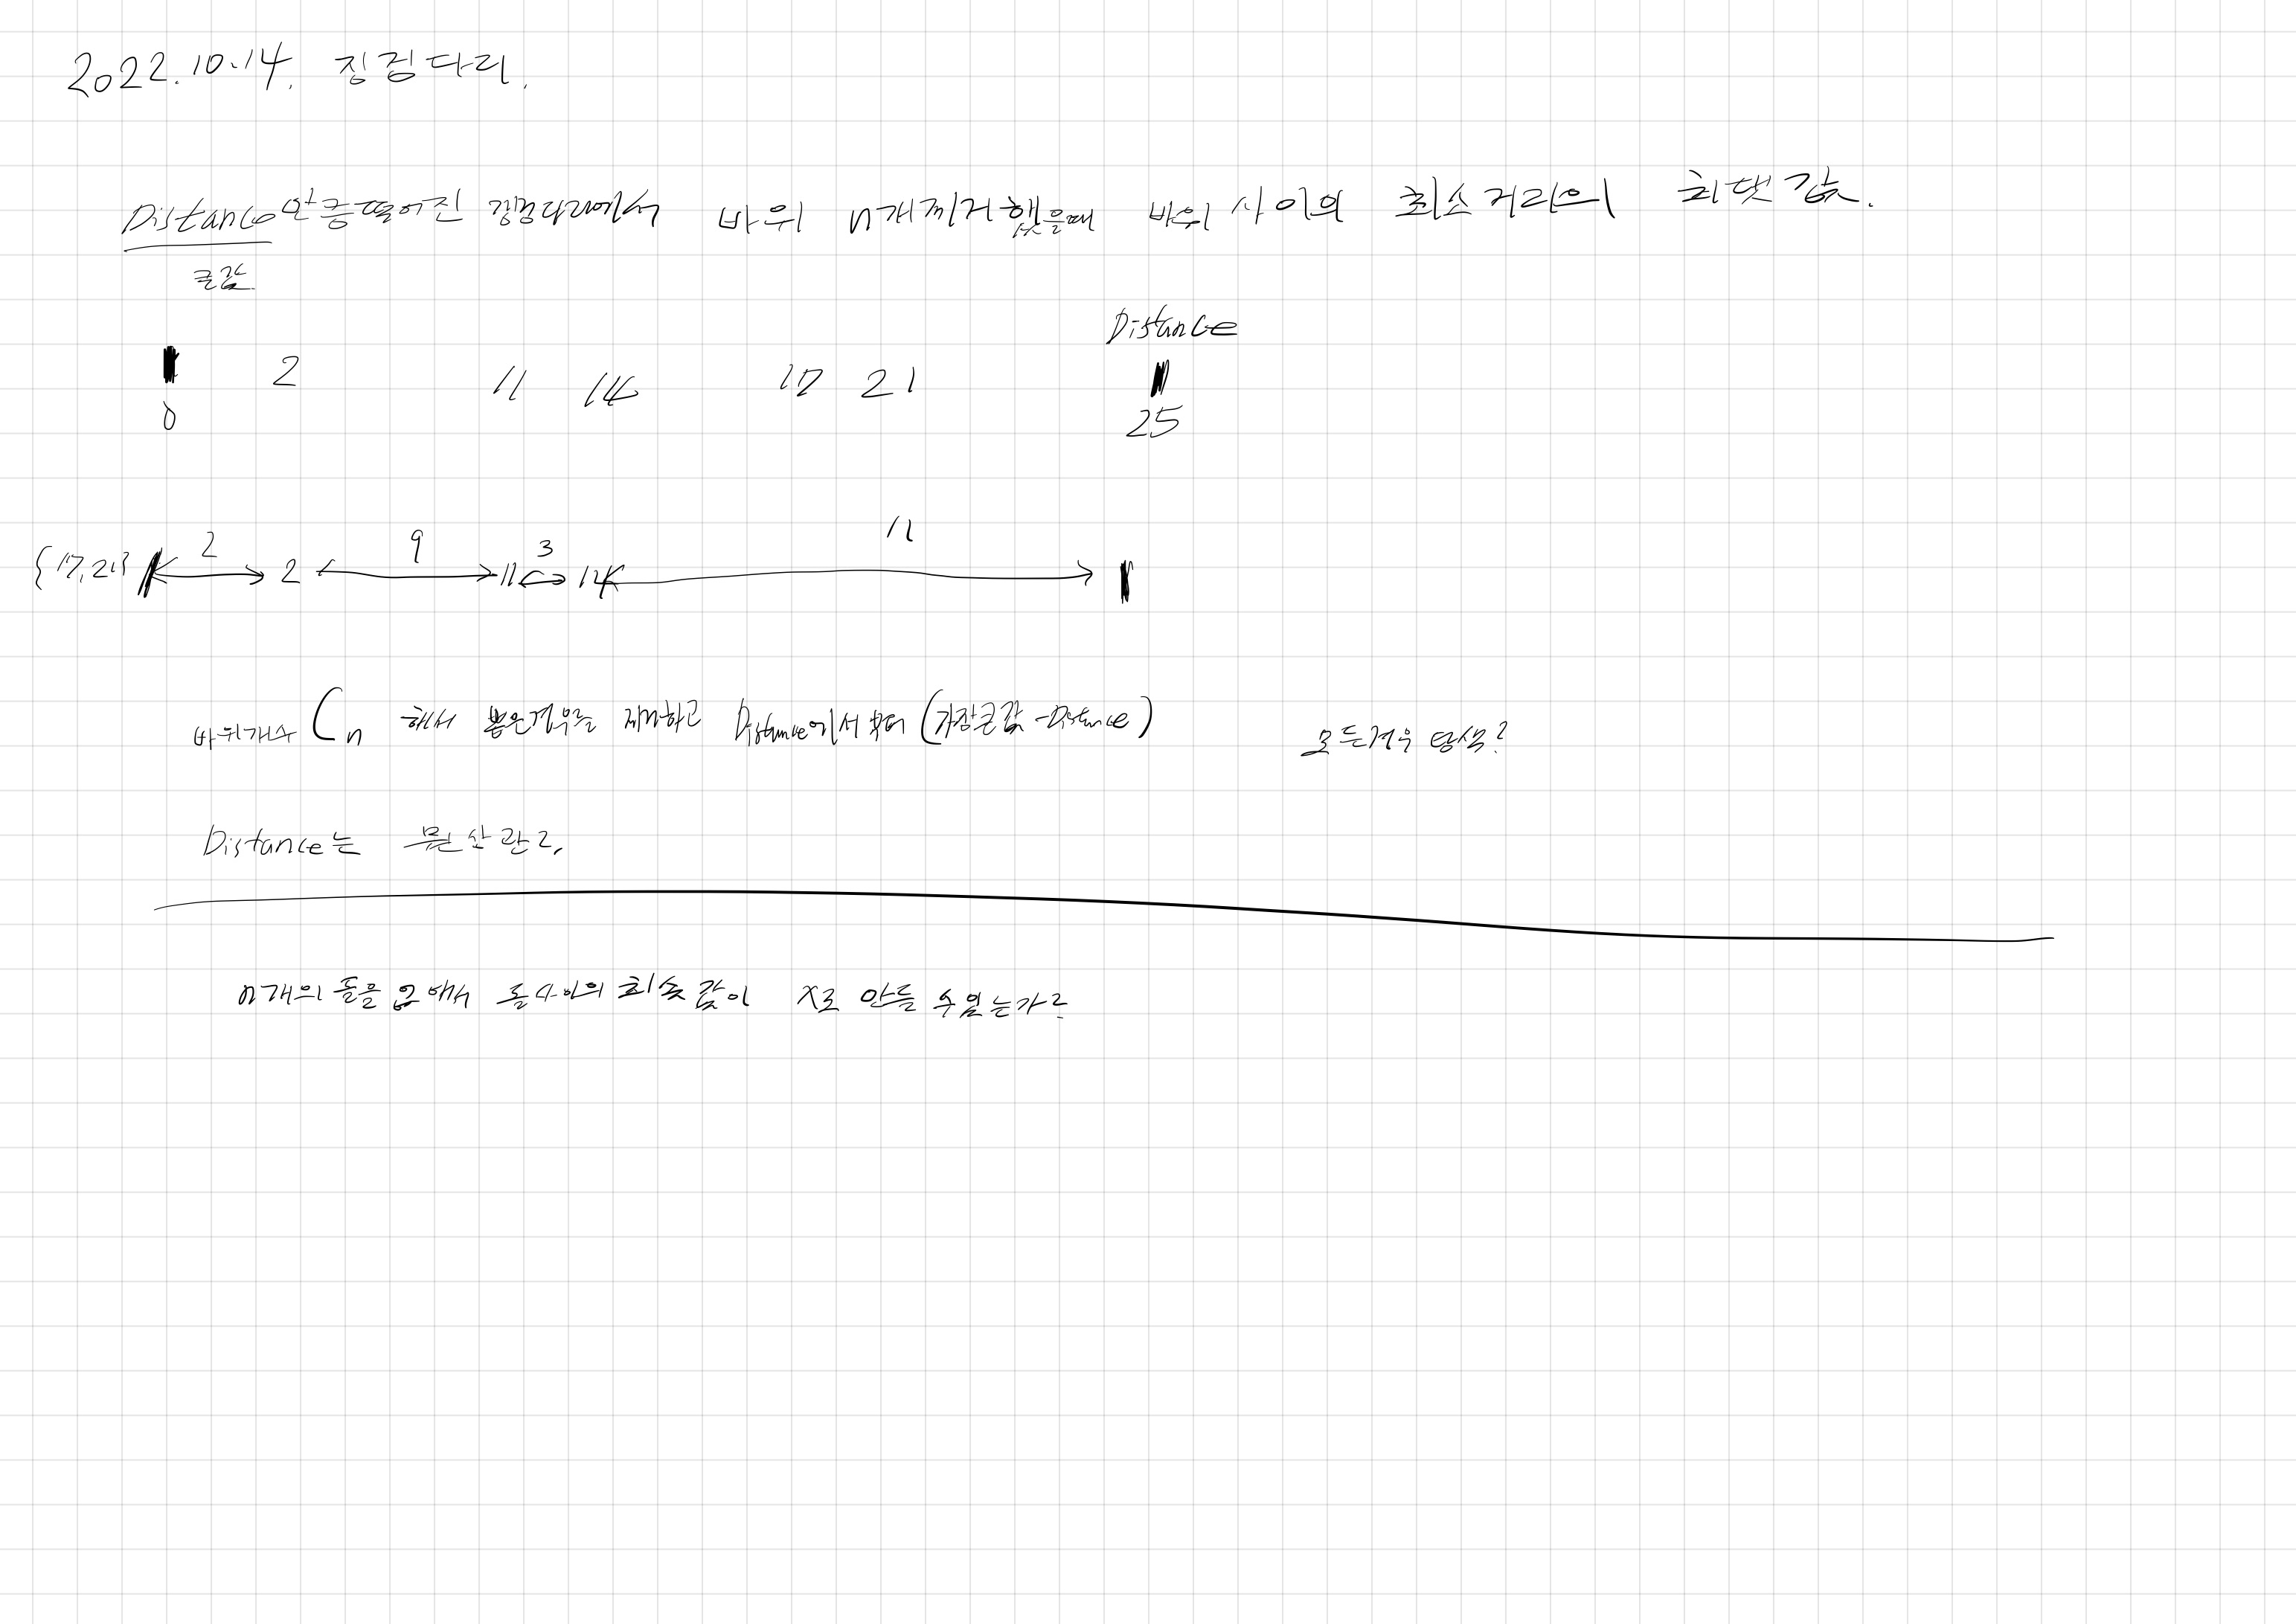 2022.10.14. 징검다리.
Distance만큼떨어진 징검다리에서 바위 n개제거했을때 바위 사이의 최소거리의 최댓값.
큰값
Distance
2 11 14 17 21
0 25
2 9 3 11
{17,21} 2 11 14
바위개수 C n 해서 뽑은경우를 제거하고 Distance에서부터 (가장큰값-Distance) 모든경우 탐색?
Distance는 뭔상관?
n개의 돌을 없애서 돌사이의 최솟값이 X로 만들 수있는가?